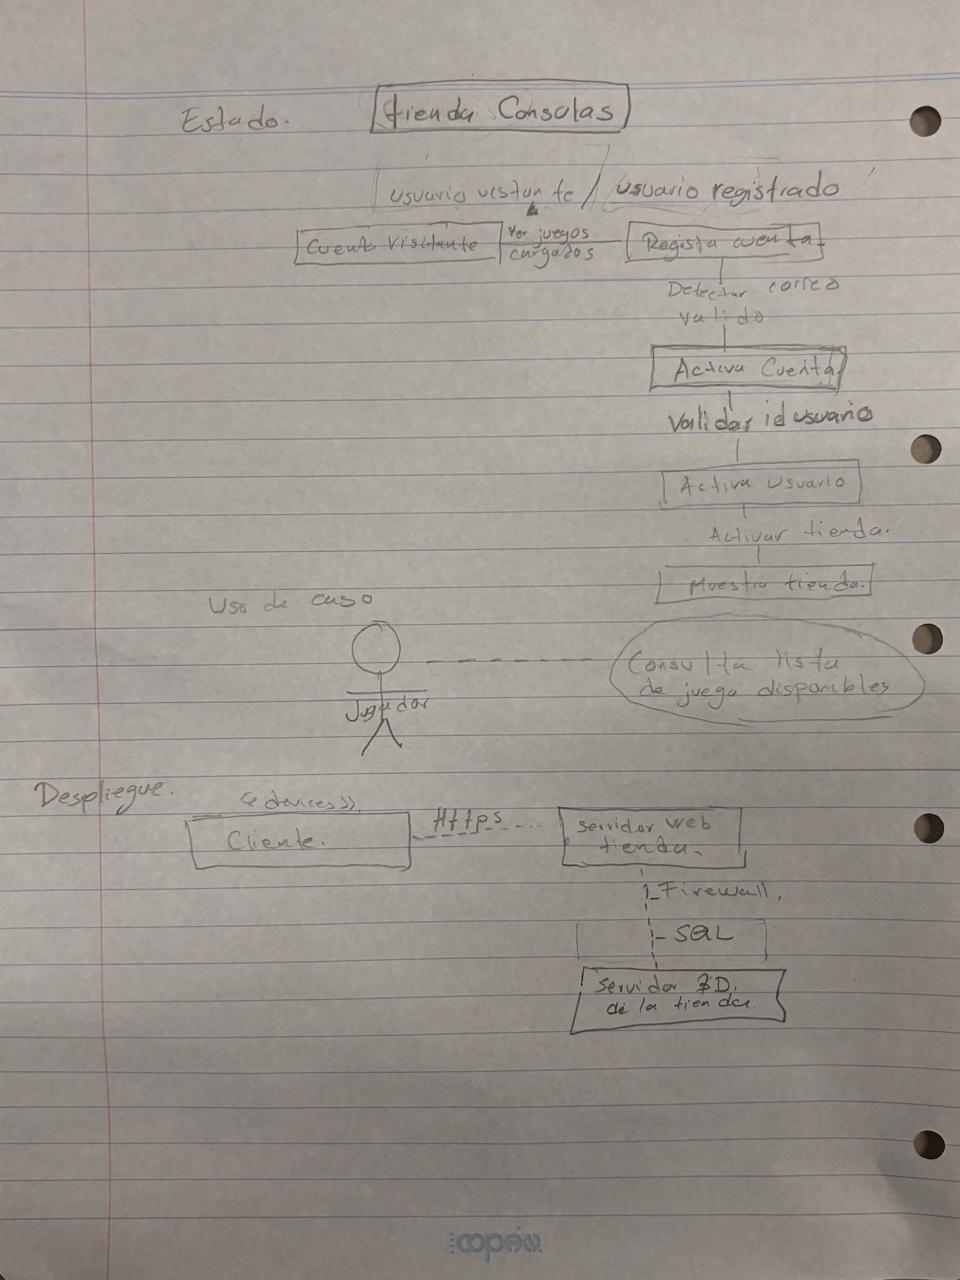 Estado.
tienda Consolas
usuario visitante / usuario registrado
Cuenta Visitante
Ver juegos
cargados
Registra cuenta
Detectar correo
valido
Activa Cuenta
Validar id usuario
Activa Usuario
Activar tienda.
Muestra tienda.
Uso de caso
Jugador
Consulta lista
de juego disponibles
Despliegue.
<<devices>>
Cliente.
Https
Servidor web
tienda.
Firewall.
SQL
Servidor BD.
de la tienda.
copán